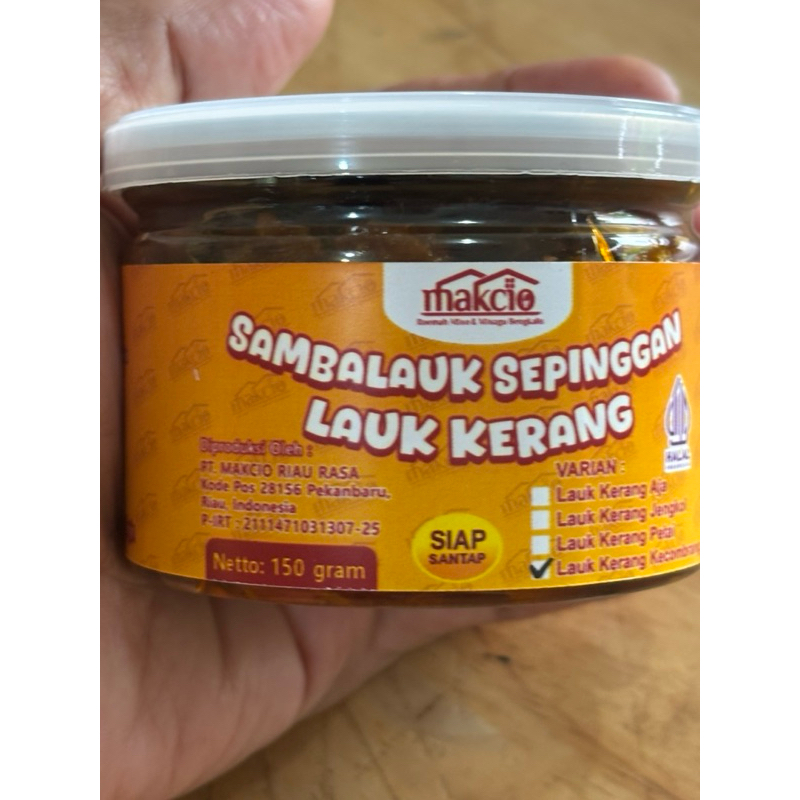 makcio
SAMBALAUK SEPINGGAN
LAUK KERANG
Diproduksi Oleh :
PT. MAKCIO RIAU RASA
Kode Pos 28156 Pekanbaru,
Riau, Indonesia
P-IRT : 2111471031307-25
Netto: 150 gram
SIAP
SANTAP
HALAL
VARIAN :
Lauk Kerang Aja
Lauk Kerang Jengkol
Lauk Kerang Petai
Lauk Kerang Kecombrang